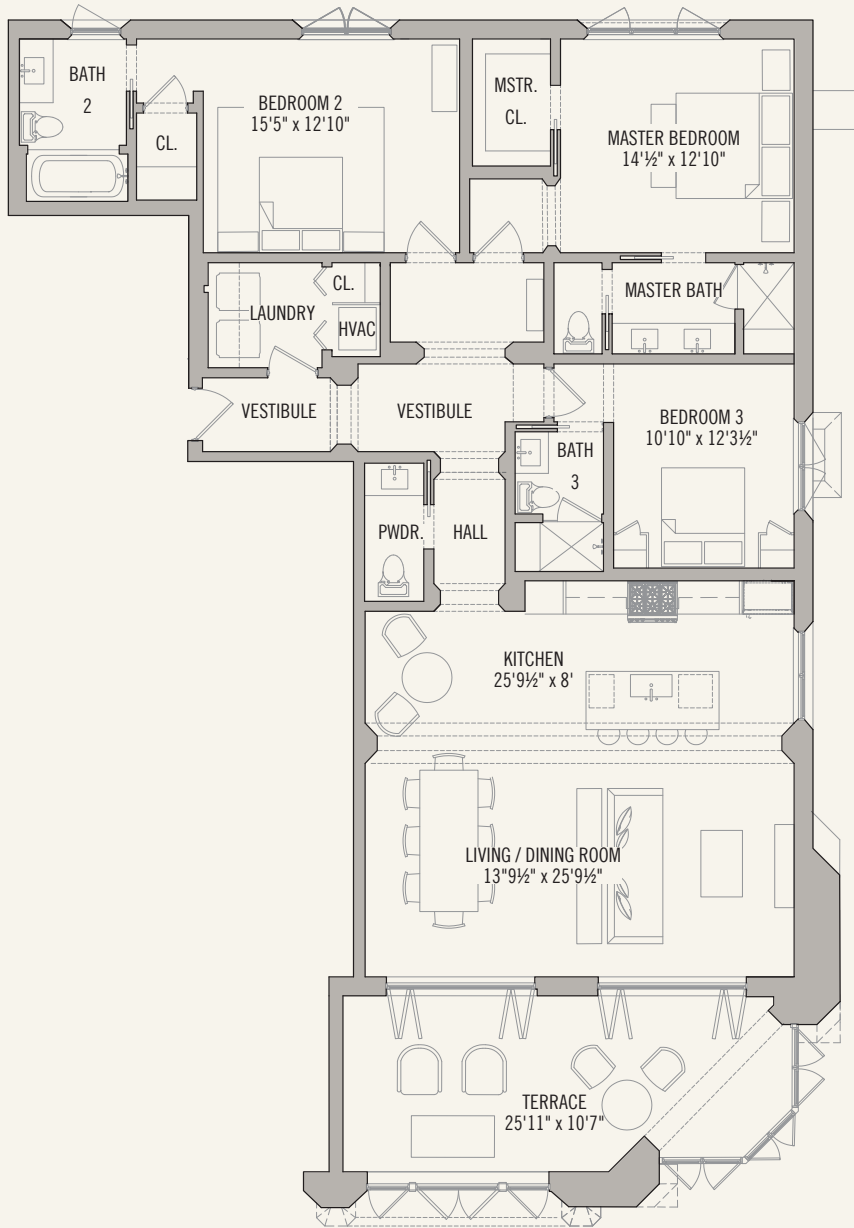 BATH
2
CL.
BEDROOM 2
15'5" x 12'10"
MSTR.
CL.
MASTER BEDROOM
14'½" x 12'10"
LAUNDRY
CL.
HVAC
MASTER BATH
VESTIBULE
VESTIBULE
BEDROOM 3
10'10" x 12'3½"
BATH
3
PWDR.
HALL
KITCHEN
25'9½" x 8'
LIVING / DINING ROOM
13"9½" x 25'9½"
TERRACE
25'11" x 10'7"